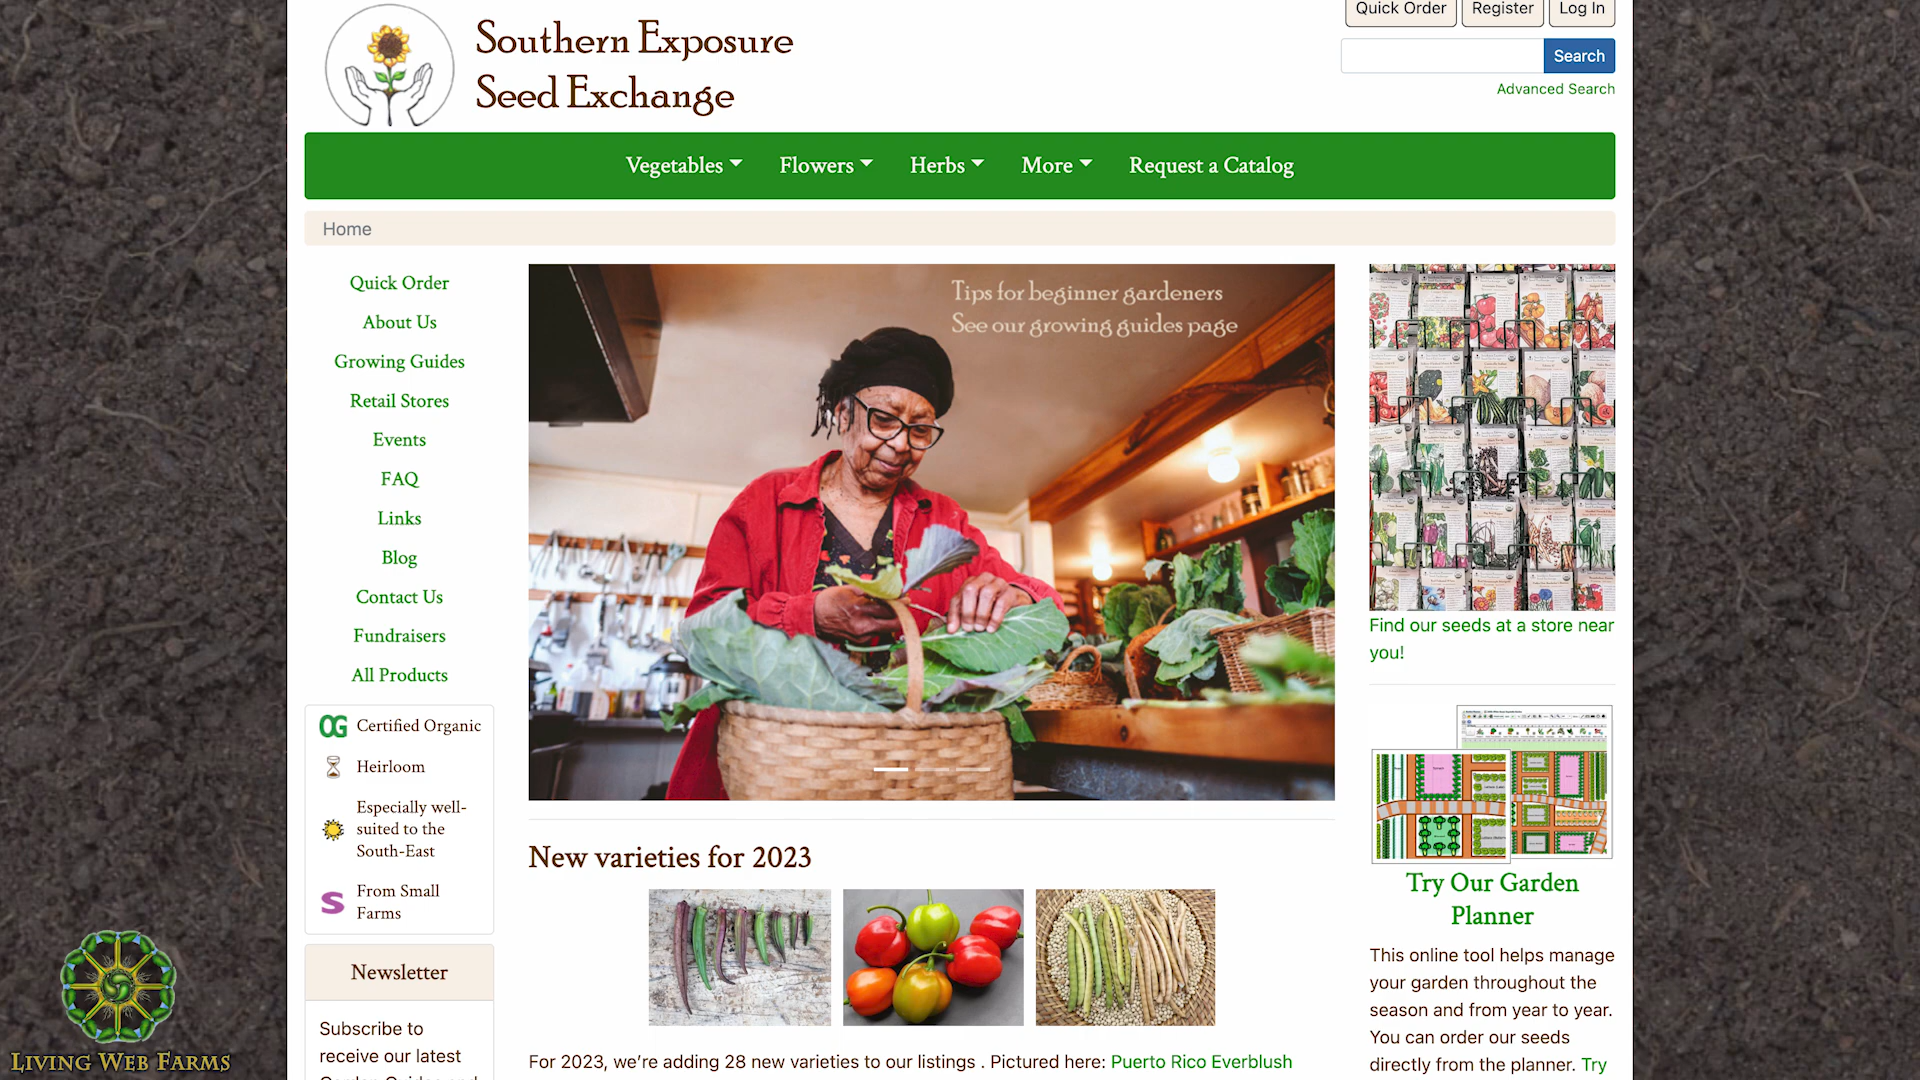 Southern Exposure
Seed Exchange
Quick Order
Register
Log In
Search
Advanced Search
Vegetables
Flowers
Herbs
More
Request a Catalog
Home
Quick Order
About Us
Growing Guides
Retail Stores
Events
FAQ
Links
Blog
Contact Us
Fundraisers
All Products
OG Certified Organic
Heirloom
Especially well-
suited to the
South-East
S From Small
Farms
Newsletter
Subscribe to
receive our latest
Tips for beginner gardeners
See our growing guides page
New varieties for 2023
For 2023, we're adding 28 new varieties to our listings . Pictured here: Puerto Rico Everblush
Find our seeds at a store near
you!
Try Our Garden
Planner
This online tool helps manage
your garden throughout the
season and from year to year.
You can order our seeds
directly from the planner. Try
Living Web Farms